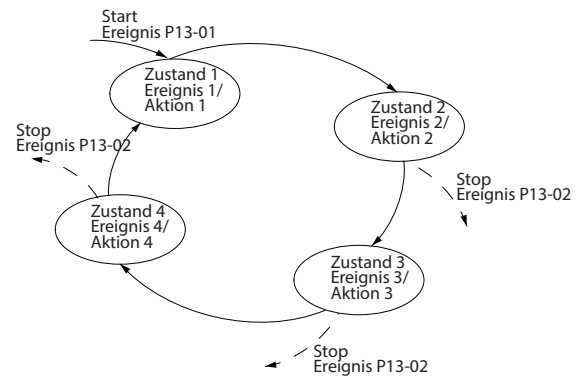 Start
Ereignis P13-01
Zustand 1
Ereignis 1/
Aktion 1
Zustand 2
Ereignis 2/
Aktion 2
Stop
Ereignis P13-02
Stop
Ereignis P13-02
Zustand 4
Ereignis 4/
Aktion 4
Zustand 3
Ereignis 3/
Aktion 3
Stop
Ereignis P13-02